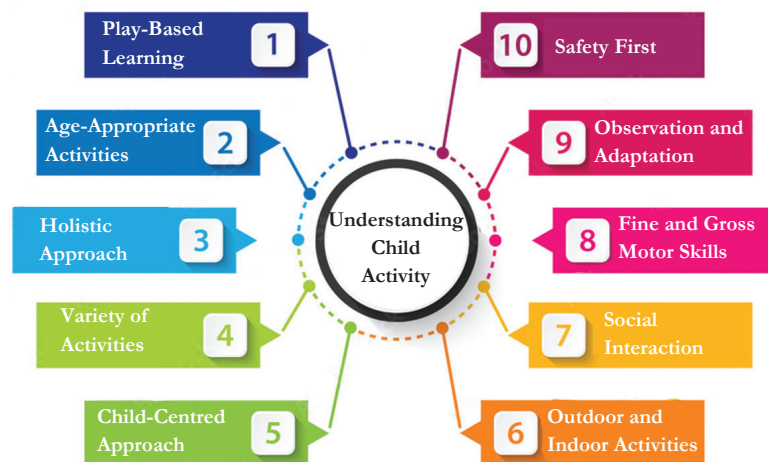 Play-Based
Learning
1
Age-Appropriate
Activities
2
Holistic
Approach
3
Variety of
Activities
4
Child-Centred
Approach
5
Understanding
Child
Activity
10
Safety First
9
Observation and
Adaptation
8
Fine and Gross
Motor Skills
7
Social
Interaction
6
Outdoor and
Indoor Activities